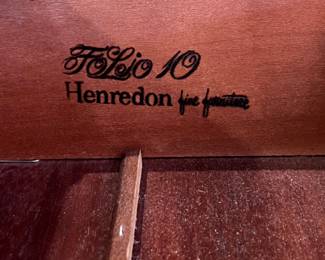 Folio 10
Henredon fine furniture